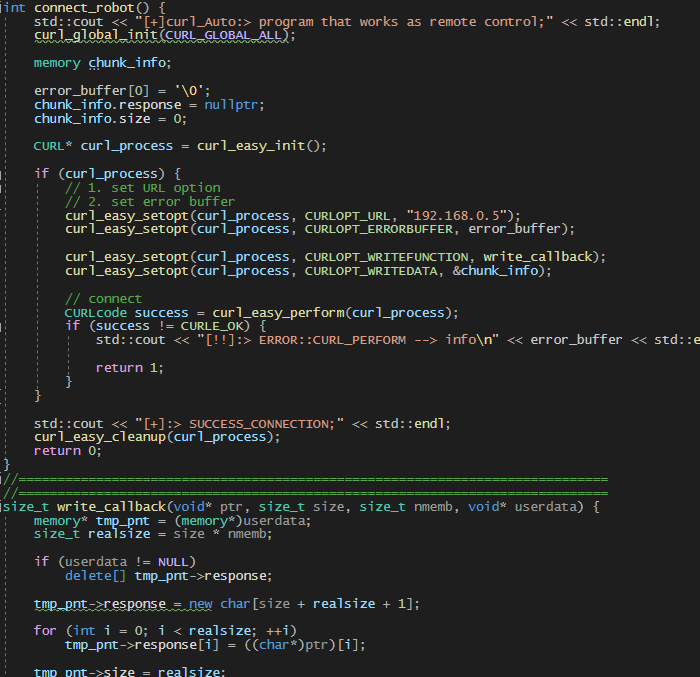 int connect_robot() {
std::cout << "[+]curl_Auto:> program that works as remote control;" << std::endl;
curl_global_init(CURL_GLOBAL_ALL);
memory chunk_info;
error_buffer[0] = '\0';
chunk_info.response = nullptr;
chunk_info.size = 0;
CURL* curl_process = curl_easy_init();
if (curl_process) {
// 1. set URL option
// 2. set error buffer
curl_easy_setopt(curl_process, CURLOPT_URL, "192.168.0.5");
curl_easy_setopt(curl_process, CURLOPT_ERRORBUFFER, error_buffer);
curl_easy_setopt(curl_process, CURLOPT_WRITEFUNCTION, write_callback);
curl_easy_setopt(curl_process, CURLOPT_WRITEDATA, &chunk_info);
// connect
CURLcode success = curl_easy_perform(curl_process);
if (success != CURLE_OK) {
std::cout << "[!!]:> ERROR::CURL_PERFORM --> info\n" << error_buffer << std::e
return 1;
}
}
std::cout << "[+]:> SUCCESS_CONNECTION;" << std::endl;
curl_easy_cleanup(curl_process);
return 0;
}
//============================================================================
//============================================================================
size_t write_callback(void* ptr, size_t size, size_t nmemb, void* userdata) {
memory* tmp_pnt = (memory*)userdata;
size_t realsize = size * nmemb;
if (userdata != NULL)
delete[] tmp_pnt->response;
tmp_pnt->response = new char[size + realsize + 1];
for (int i = 0; i < realsize; ++i)
tmp_pnt->response[i] = ((char*)ptr)[i];
tmp_pnt->size = realsize;